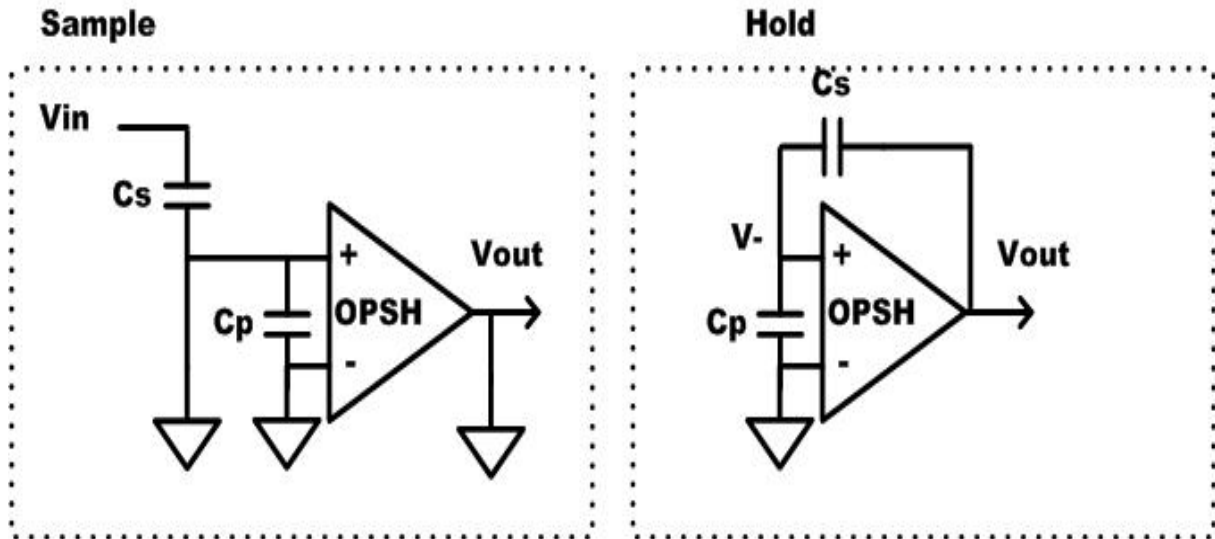 Sample
Vin
Cs
+
Vout
Cp
OPSH
-
Hold
Cs
V-
+
Vout
Cp
OPSH
-